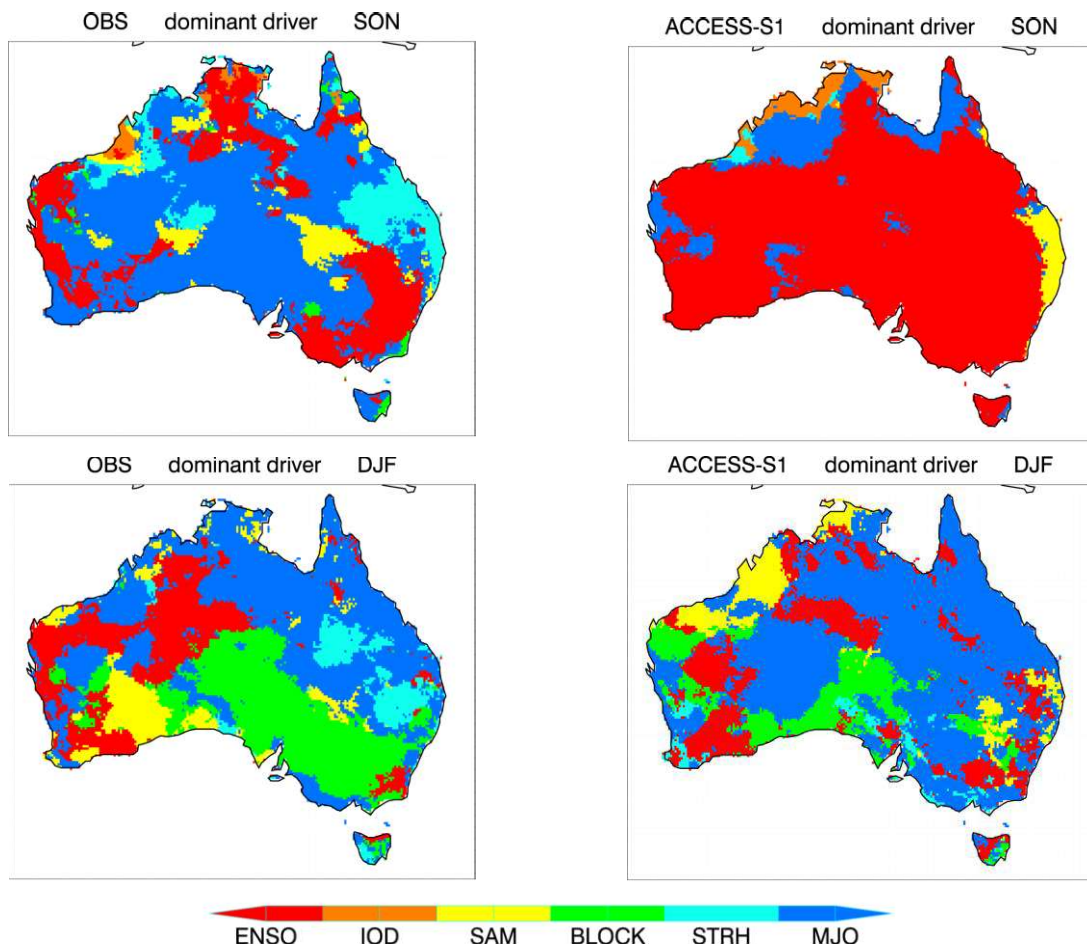 OBS dominant driver SON
ACCESS-S1 dominant driver SON
OBS dominant driver DJF
ACCESS-S1 dominant driver DJF
ENSO IOD SAM BLOCK STRH MJO